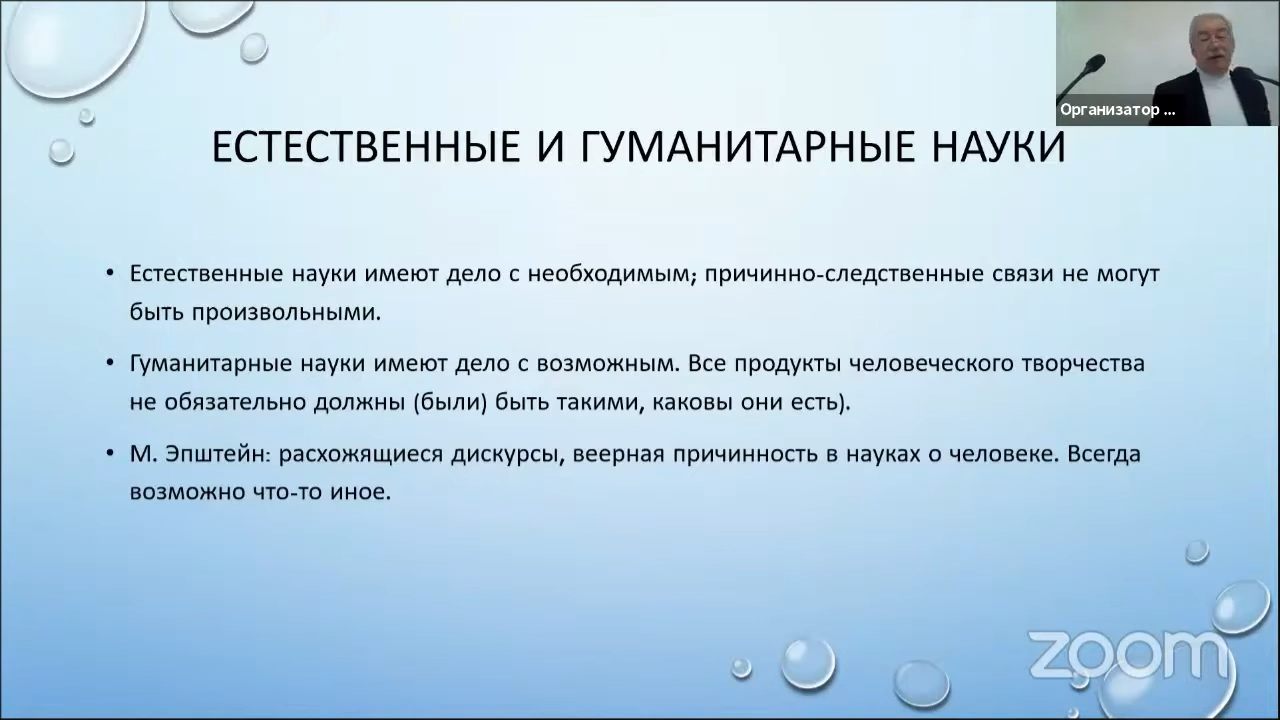 Организатор ...
ЕСТЕСТВЕННЫЕ И ГУМАНИТАРНЫЕ НАУКИ
• Естественные науки имеют дело с необходимым; причинно-следственные связи не могут
быть произвольными.
• Гуманитарные науки имеют дело с возможным. Все продукты человеческого творчества
не обязательно должны (были) быть такими, каковы они есть).
• М. Эпштейн: расхожящиеся дискурсы, веерная причинность в науках о человеке. Всегда
возможно что-то иное.
zoom